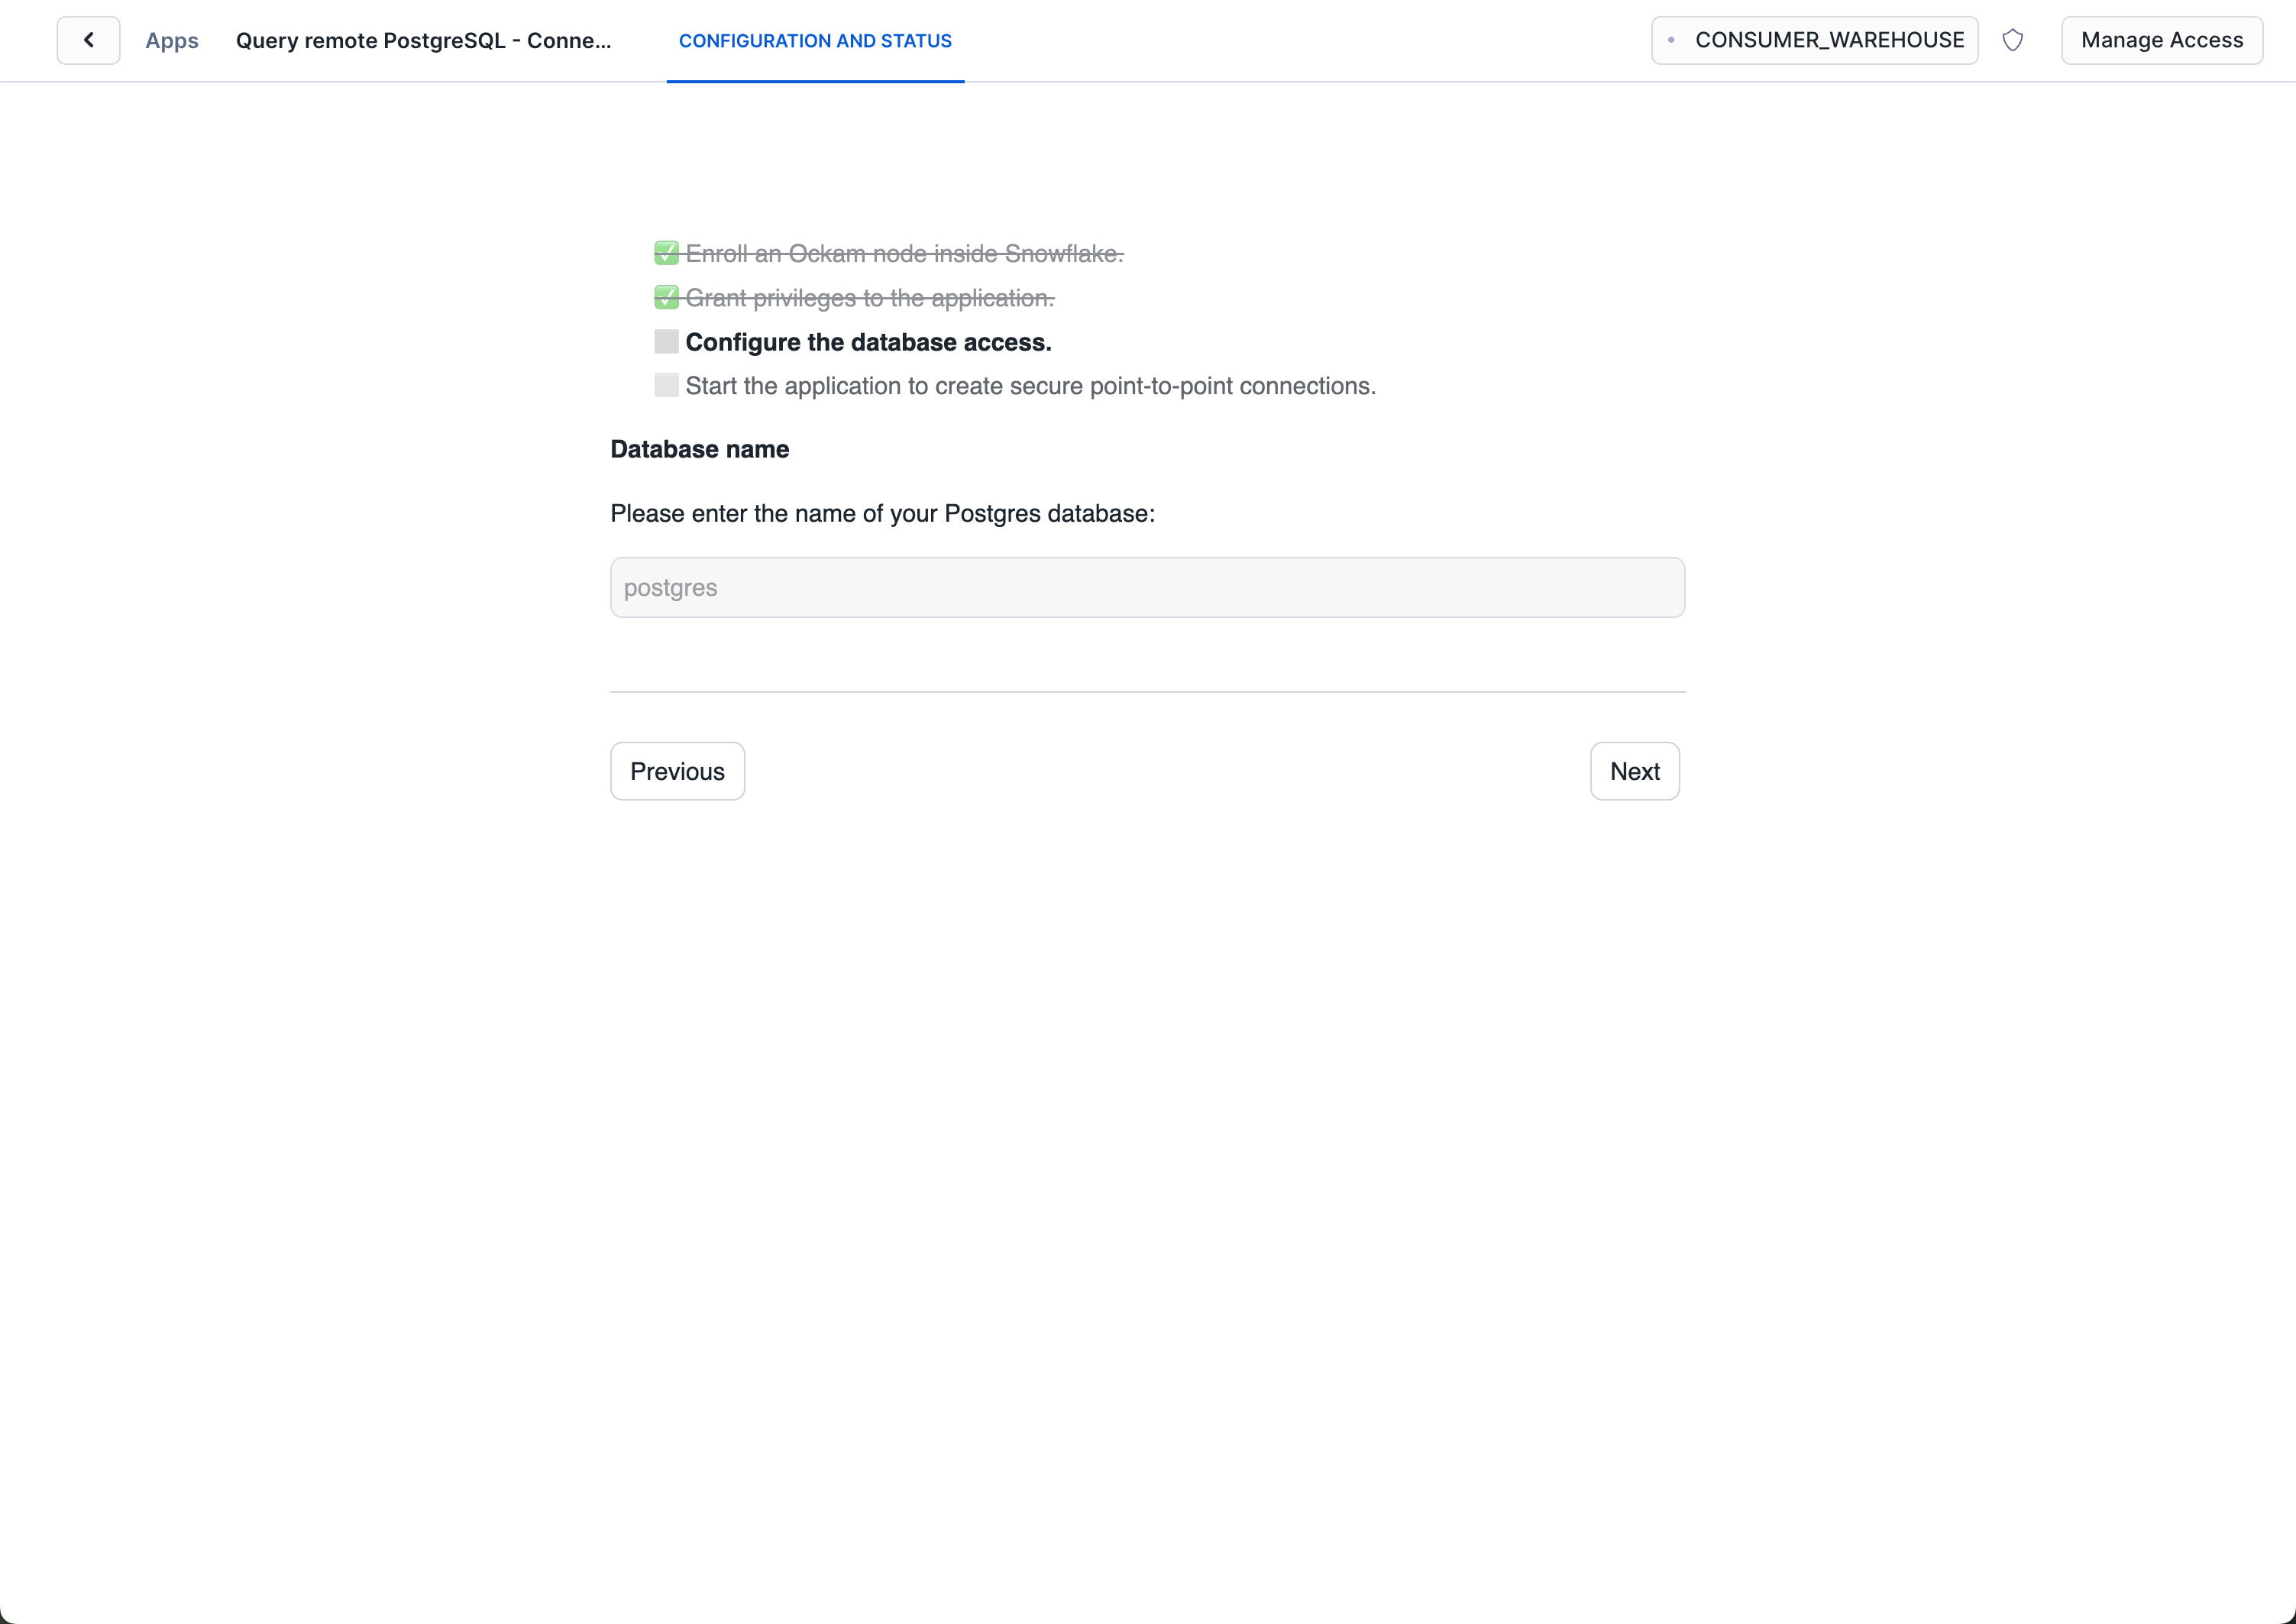 Apps
Query remote PostgreSQL - Conne...
CONFIGURATION AND STATUS
CONSUMER_WAREHOUSE
Manage Access
Enroll an Ockam node inside Snowflake.
Grant privileges to the application.
Configure the database access.
Start the application to create secure point-to-point connections.
Database name
Please enter the name of your Postgres database:
postgres
Previous
Next